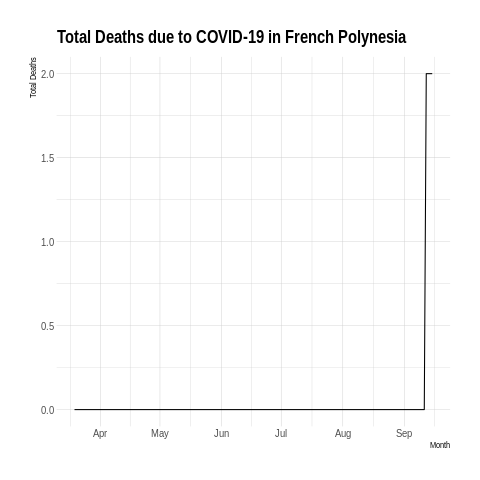 Total Deaths due to COVID-19 in French Polynesia
Total Deaths
2.0
1.5
1.0
0.5
0.0
Apr May Jun Jul Aug Sep
Month